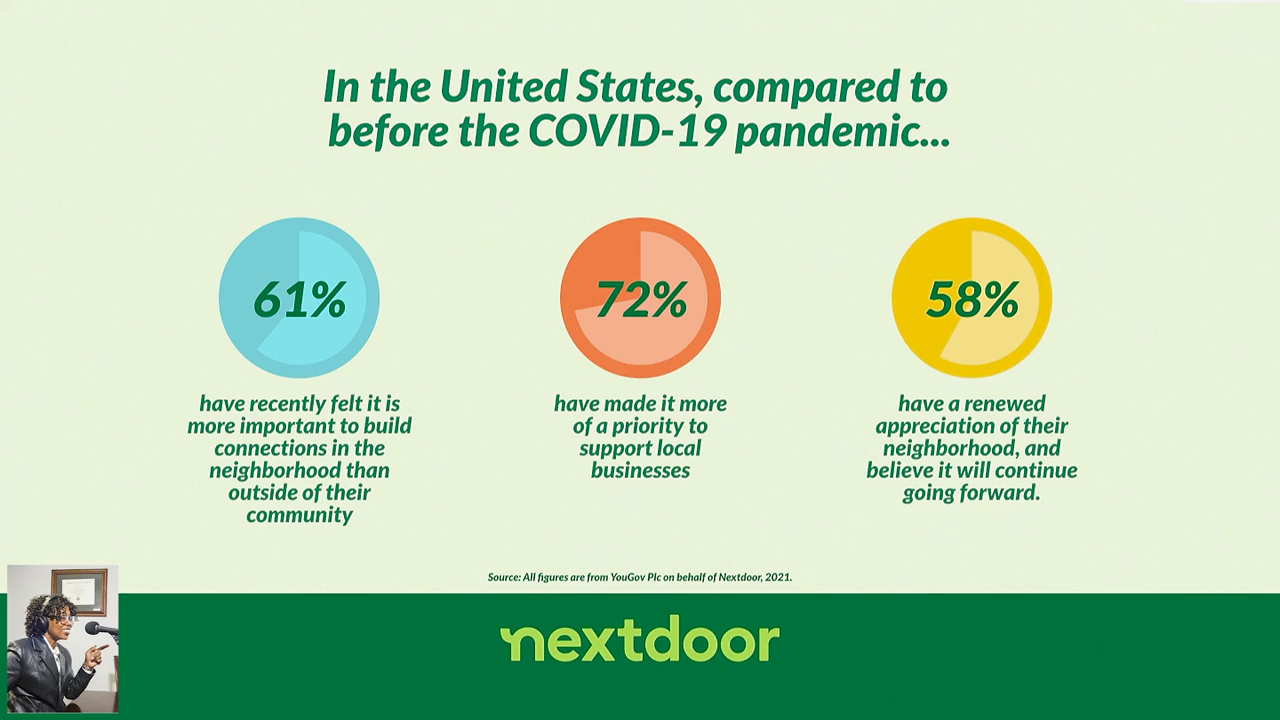 In the United States, compared to
before the COVID-19 pandemic...
61%
have recently felt it is
more important to build
connections in the
neighborhood than
outside of their
community
72%
have made it more
of a priority to
support local
businesses
58%
have a renewed
appreciation of their
neighborhood, and
believe it will continue
going forward.
Source: All figures are from YouGov Plc on behalf of Nextdoor, 2021.
nextdoor